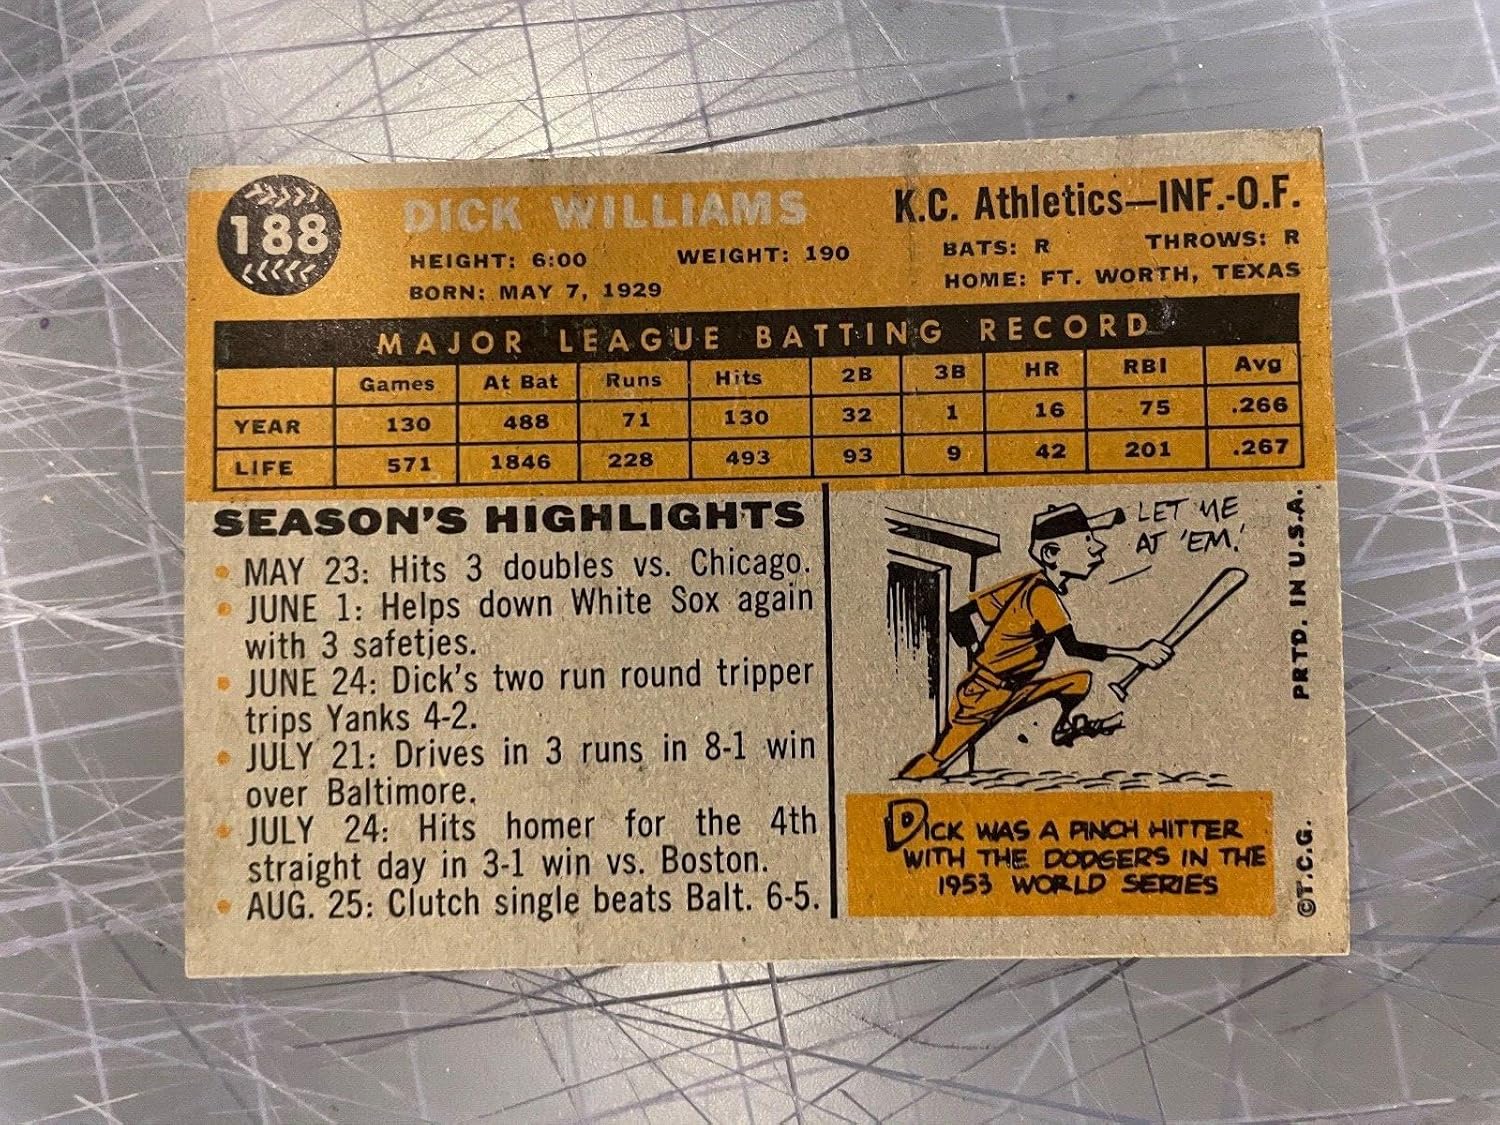 188
DICK WILLIAMS
K.C. Athletics—INF.-O.F.
HEIGHT: 6:00 WEIGHT: 190 BATS: R THROWS: R
BORN: MAY 7, 1929 HOME: FT. WORTH, TEXAS
MAJOR LEAGUE BATTING RECORD
Games At Bat Runs Hits 2B 3B HR RBI Avg
YEAR 130 488 71 130 32 1 16 75 .266
LIFE 571 1846 228 493 93 9 42 201 .267
SEASON'S HIGHLIGHTS
• MAY 23: Hits 3 doubles vs. Chicago.
• JUNE 1: Helps down White Sox again
with 3 safeties.
• JUNE 24: Dick's two run round tripper
trips Yanks 4-2.
• JULY 21: Drives in 3 runs in 8-1 win
over Baltimore.
• JULY 24: Hits homer for the 4th
straight day in 3-1 win vs. Boston.
• AUG. 25: Clutch single beats Balt. 6-5.
LET ME
AT 'EM.'
DICK WAS A PINCH HITTER
WITH THE DODGERS IN THE
1953 WORLD SERIES
©T.C.G. PRTD. IN U.S.A.